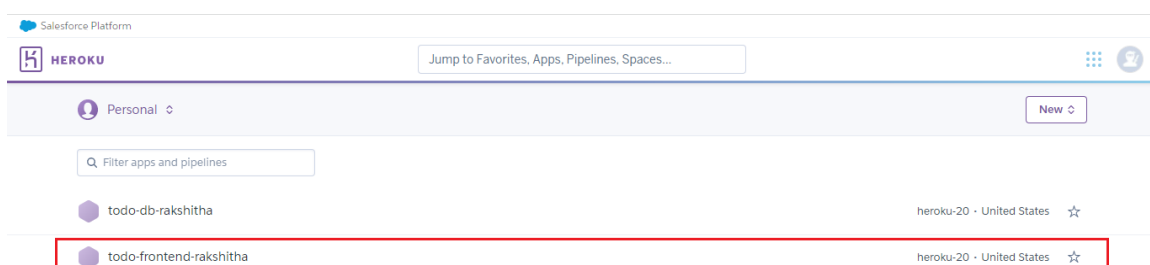 Salesforce Platform
HEROKU
Jump to Favorites, Apps, Pipelines, Spaces...
Personal
New
Filter apps and pipelines
todo-db-rakshitha
heroku-20 · United States
todo-frontend-rakshitha
heroku-20 · United States